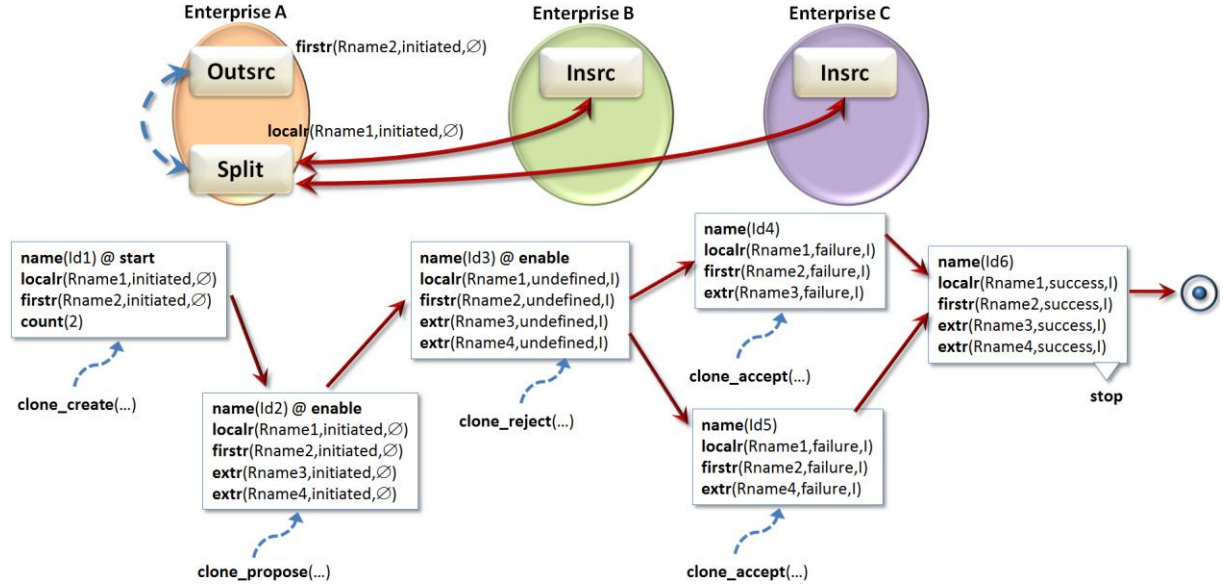 Enterprise A
Enterprise B
Enterprise C
firstr(Rname2,initiated,∅)
Outsrc
Insrc
Insrc
localr(Rname1,initiated,∅)
Split
name(Id1) @ start
localr(Rname1,initiated,∅)
firstr(Rname2,initiated,∅)
count(2)
clone_create(...)
name(Id2) @ enable
localr(Rname1,initiated,∅)
firstr(Rname2,initiated,∅)
extr(Rname3,initiated,∅)
extr(Rname4,initiated,∅)
clone_propose(...)
name(Id3) @ enable
localr(Rname1,undefined,I)
firstr(Rname2,undefined,I)
extr(Rname3,undefined,I)
extr(Rname4,undefined,I)
clone_reject(...)
name(Id4)
localr(Rname1,failure,I)
firstr(Rname2,failure,I)
extr(Rname3,failure,I)
clone_accept(...)
name(Id5)
localr(Rname1,failure,I)
firstr(Rname2,failure,I)
extr(Rname4,failure,I)
clone_accept(...)
name(Id6)
localr(Rname1,success,I)
firstr(Rname2,success,I)
extr(Rname3,success,I)
extr(Rname4,success,I)
stop